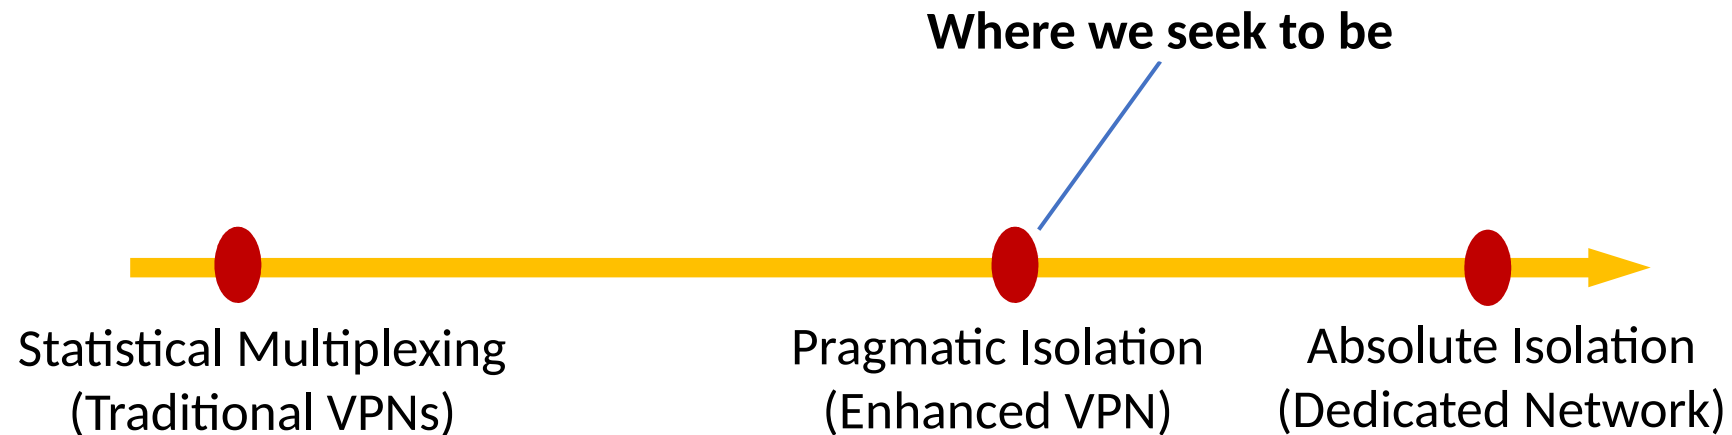 Where we seek to be
Statistical Multiplexing
(Traditional VPNs)
Pragmatic Isolation
(Enhanced VPN)
Absolute Isolation
(Dedicated Network)